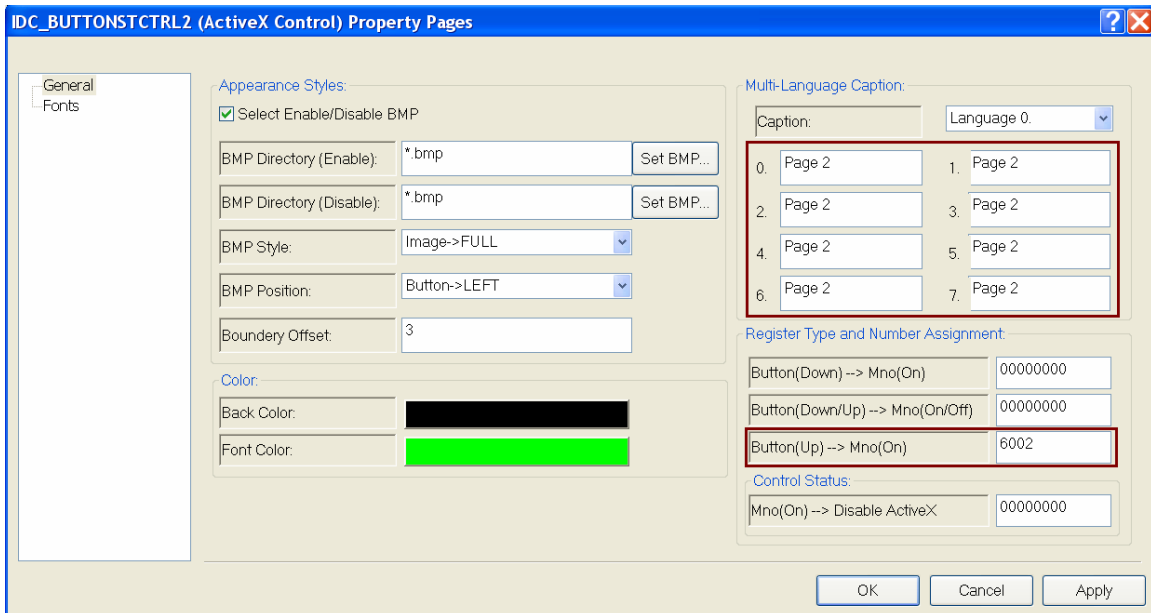 IDC_BUTTONSTCTRL2 (ActiveX Control) Property Pages
General
Fonts
Appearance Styles:
Select Enable/Disable BMP
BMP Directory (Enable): *.bmp Set BMP...
BMP Directory (Disable): *.bmp Set BMP...
BMP Style: Image->FULL
BMP Position: Button->LEFT
Boundery Offset: 3
Color:
Back Color:
Font Color:
Multi-Language Caption:
Caption: Language 0.
0. Page 2 1. Page 2
2. Page 2 3. Page 2
4. Page 2 5. Page 2
6. Page 2 7. Page 2
Register Type and Number Assignment:
Button(Down) --> Mno(On) 00000000
Button(Down/Up) --> Mno(On/Off) 00000000
Button(Up) --> Mno(On) 6002
Control Status:
Mno(On) --> Disable ActiveX 00000000
OK Cancel Apply